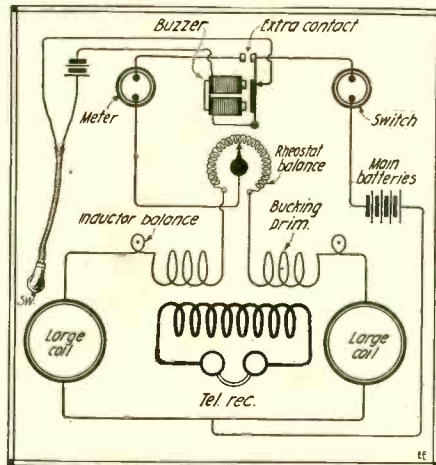 Buzzer
Extra contact
Meter
Switch
Rheostat
balance
Main
batteries
Inductor balance
Bucking
prim.
SW.
Large
coil
Large
coil
Tel. rec.
EE